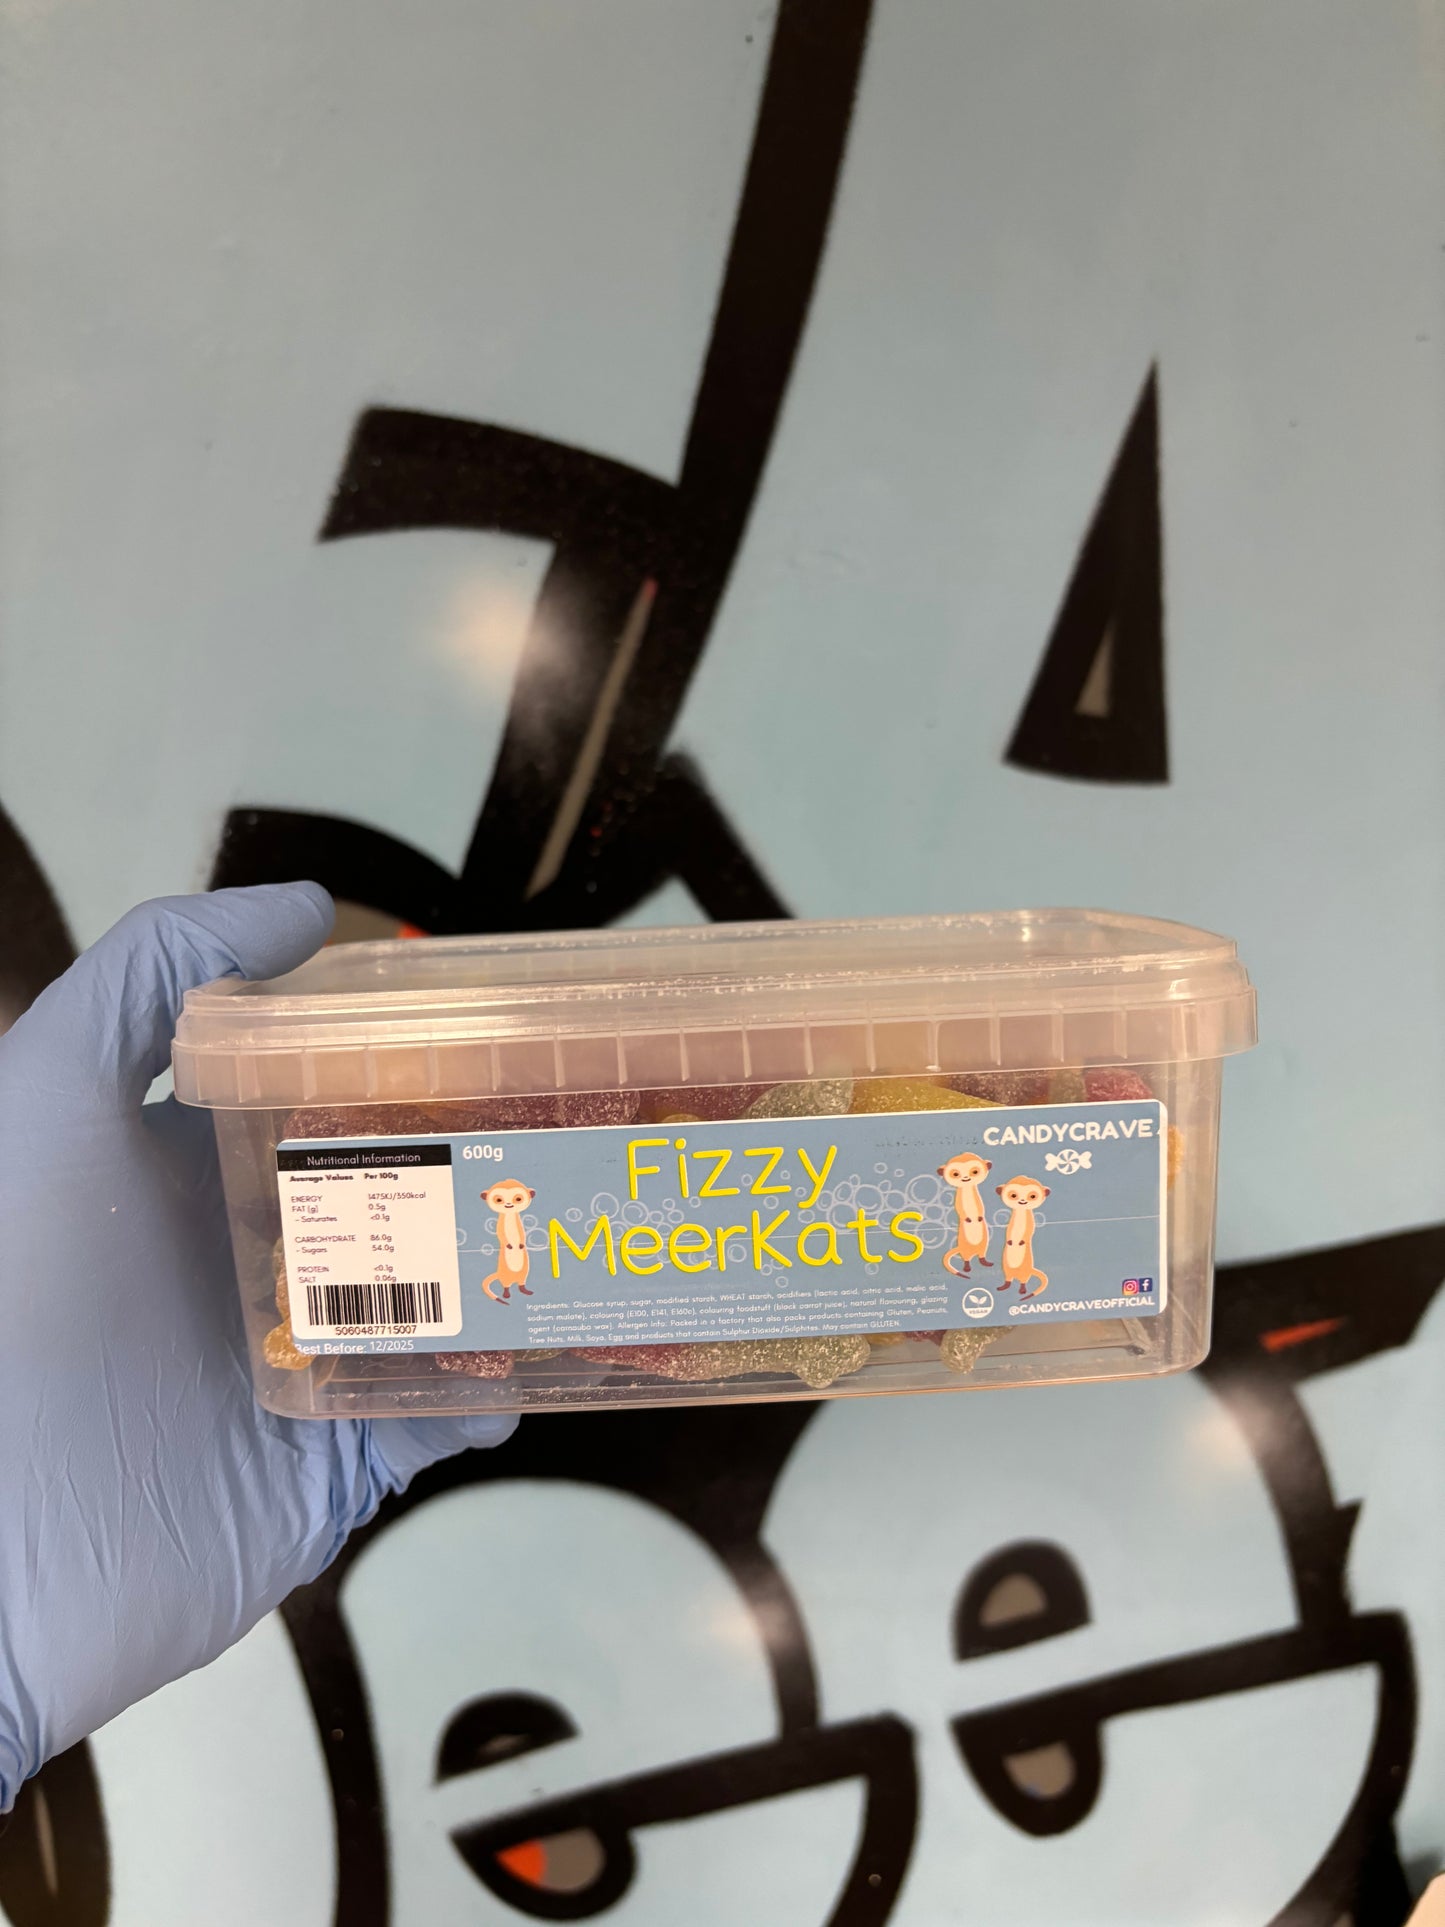 Nutritional Information
Average Values Per 100g
ENERGY 1475KJ/350kcal
FAT (g) 0.5g
- Saturates <0.1g
CARBOHYDRATE 86.0g
- Sugars 54.0g
PROTEIN <0.1g
SALT 0.06g
5060487715007
Best Before: 12/2025
600g
Fizzy
MeerKats
Ingredients: Glucose syrup, sugar, modified starch, WHEAT starch, acidifiers (lactic acid, citric acid, malic acid,
sodium malate), colouring (E100, E141, E160c), colouring foodstuff (black carrot juice), natural flavouring, glazing
agent (carnauba wax). Allergen Info: Packed in a factory that also packs products containing Gluten, Peanuts,
Tree Nuts, Milk, Soya, Egg and products that contain Sulphur Dioxide/Sulphites. May contain GLUTEN.
VEGAN
CANDYCRAVE
@CANDYCRAVEOFFICIAL